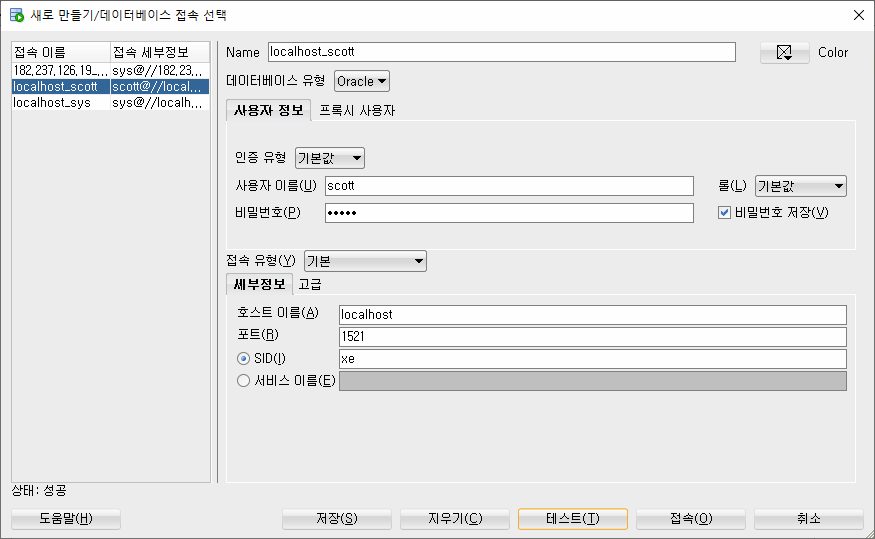 새로 만들기/데이터베이스 접속 선택
접속 이름 접속 세부정보
182,237,126,19_... sys@//182,23...
localhost_scott scott@//local...
localhost_sys sys@//localh...
Name localhost_scott Color
데이터베이스 유형 Oracle
사용자 정보 프록시 사용자
인증 유형 기본값
사용자 이름(U) scott 롤(L) 기본값
비밀번호(P) ••••• 비밀번호 저장(V)
접속 유형(Y) 기본
세부정보 고급
호스트 이름(A) localhost
포트(R) 1521
SID(I) xe
서비스 이름(E)
상태: 성공
도움말(H) 저장(S) 지우기(C) 테스트(T) 접속(O) 취소